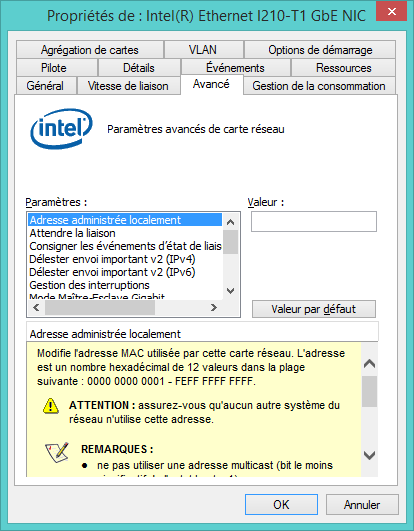 Propriétés de : Intel(R) Ethernet I210-T1 GbE NIC
Agrégation de cartes VLAN Options de démarrage
Pilote Détails Événements Ressources
Général Vitesse de liaison Avancé Gestion de la consommation
intel
Paramètres avancés de carte réseau
Paramètres :
Valeur :
Adresse administrée localement
Attendre la liaison
Consigner les événements d'état de liais
Délester envoi important v2 (IPv4)
Délester envoi important v2 (IPv6)
Gestion des interruptions
Mode Maître-Esclave Gigabit
Valeur par défaut
Adresse administrée localement
Modifie l'adresse MAC utilisée par cette carte réseau. L'adresse
est un nombre hexadécimal de 12 valeurs dans la plage
suivante : 0000 0000 0001 - FEFF FFFF FFFF.
ATTENTION : assurez-vous qu'aucun autre système du
réseau n'utilise cette adresse.
REMARQUES :
• ne pas utiliser une adresse multicast (bit le moins
OK Annuler